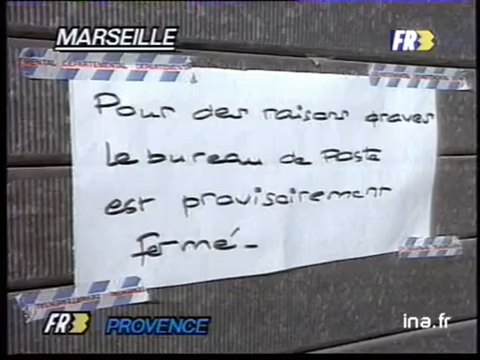 MARSEILLE
FR3
Pour des raisons graves
le bureau de Poste
est provisoirement
fermé -
FR3 PROVENCE
ina.fr